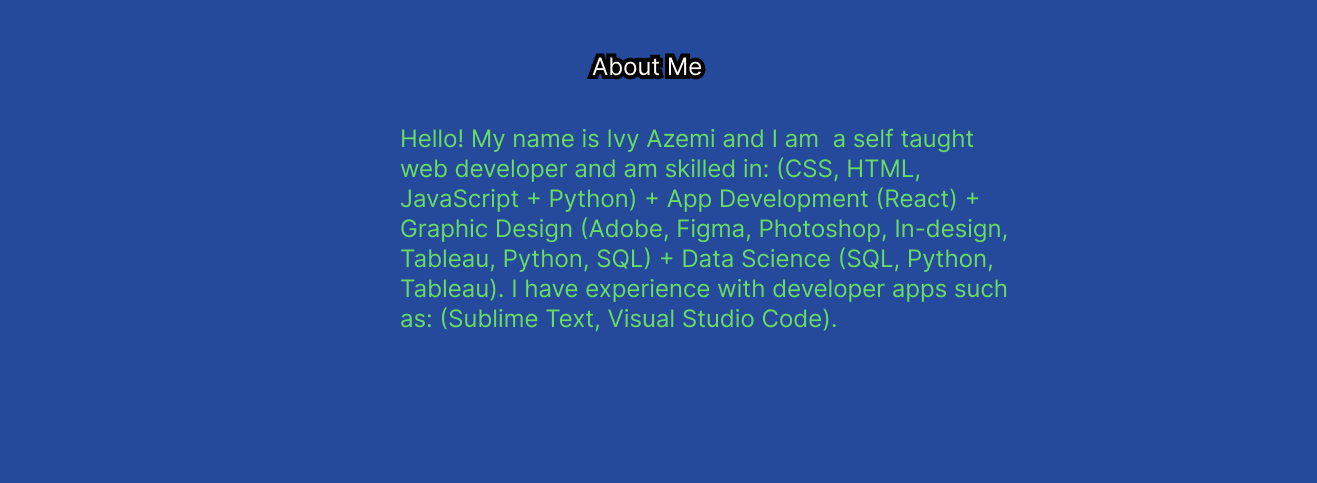 About Me
Hello! My name is Ivy Azemi and I am  a self taught
web developer and am skilled in: (CSS, HTML,
JavaScript + Python) + App Development (React) +
Graphic Design (Adobe, Figma, Photoshop, In-design,
Tableau, Python, SQL) + Data Science (SQL, Python,
Tableau). I have experience with developer apps such
as: (Sublime Text, Visual Studio Code).